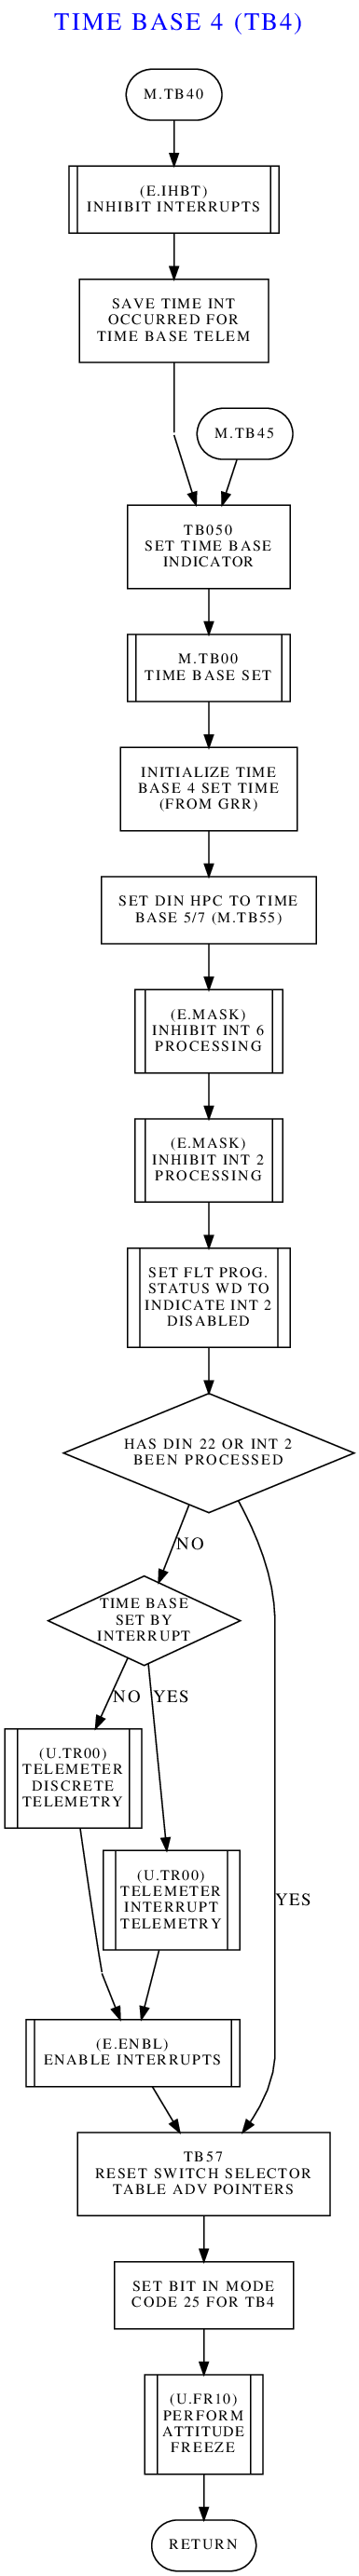 TIME BASE 4 (TB4)
M.TB40
(E.IHBT)
INHIBIT INTERRUPTS
SAVE TIME INT
OCCURRED FOR
TIME BASE TELEM
M.TB45
TB050
SET TIME BASE
INDICATOR
M.TB00
TIME BASE SET
INITIALIZE TIME
BASE 4 SET TIME
(FROM GRR)
SET DIN HPC TO TIME
BASE 5/7 (M.TB55)
(E.MASK)
INHIBIT INT 6
PROCESSING
(E.MASK)
INHIBIT INT 2
PROCESSING
SET FLT PROG.
STATUS WD TO
INDICATE INT 2
DISABLED
HAS DIN 22 OR INT 2
BEEN PROCESSED
NO
TIME BASE
SET BY
INTERRUPT
NO
YES
(U.TR00)
TELEMETER
DISCRETE
TELEMETRY
(U.TR00)
TELEMETER
INTERRUPT
TELEMETRY
YES
(E.ENBL)
ENABLE INTERRUPTS
TB57
RESET SWITCH SELECTOR
TABLE ADV POINTERS
SET BIT IN MODE
CODE 25 FOR TB4
(U.FR10)
PERFORM
ATTITUDE
FREEZE
RETURN